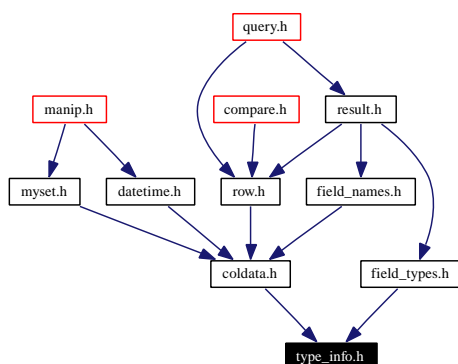 query.h
manip.h
compare.h
result.h
myset.h
datetime.h
row.h
field_names.h
coldata.h
field_types.h
type_info.h